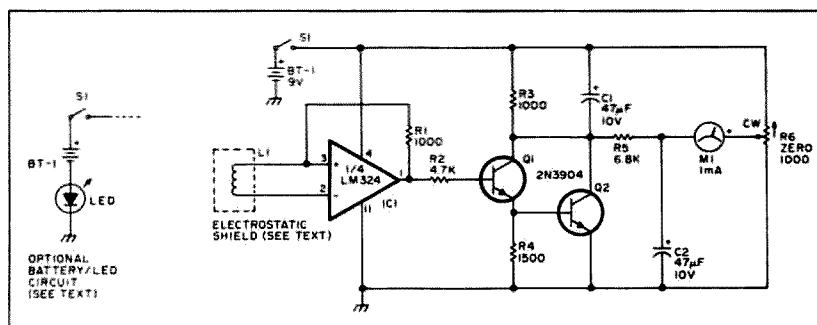 S1
BT-1
LED
OPTIONAL
BATTERY/LED
CIRCUIT
(SEE TEXT)
S1
BT-1
9V
L1
ELECTROSTATIC
SHIELD (SEE TEXT)
3
+
2
-
4
1/4
LM324
1
11
IC1
R1
1000
R2
4.7K
R3
1000
Q1
2N3904
Q2
R4
1500
+
C1
47µF
10V
R5
6.8K
M1
1mA
+
CW
R6
ZERO
1000
+
C2
47µF
10V